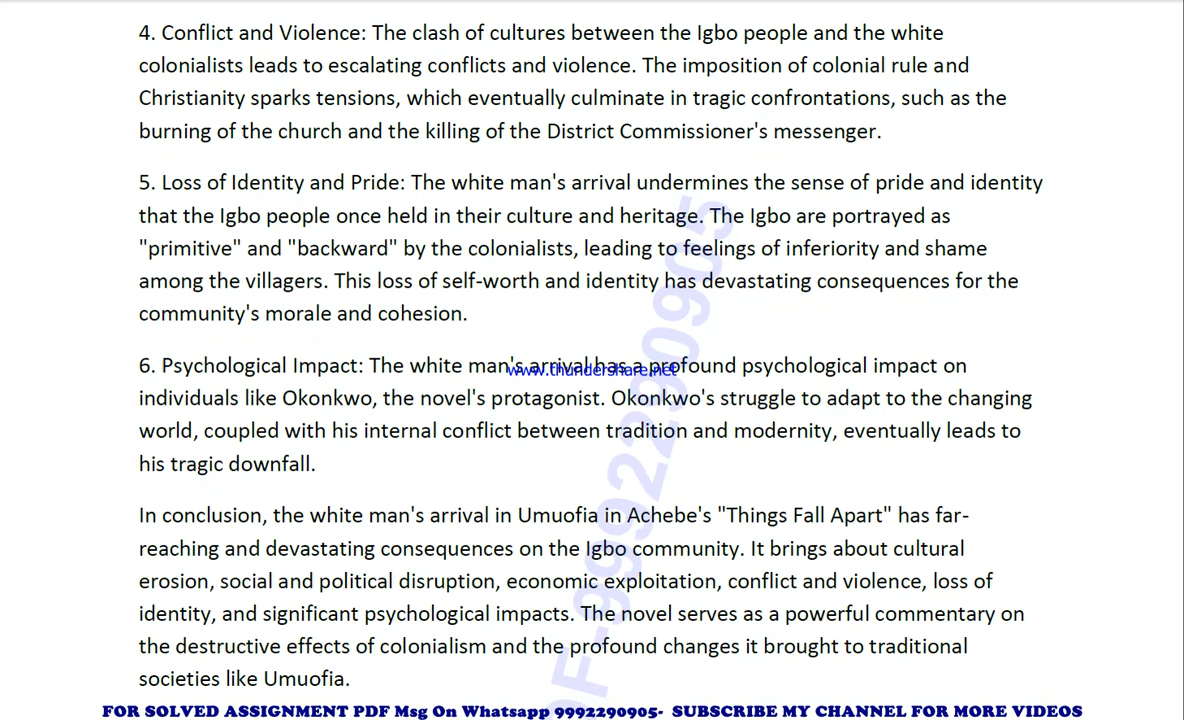 4. Conflict and Violence: The clash of cultures between the Igbo people and the white
colonialists leads to escalating conflicts and violence. The imposition of colonial rule and
Christianity sparks tensions, which eventually culminate in tragic confrontations, such as the
burning of the church and the killing of the District Commissioner's messenger.
5. Loss of Identity and Pride: The white man's arrival undermines the sense of pride and identity
that the Igbo people once held in their culture and heritage. The Igbo are portrayed as
"primitive" and "backward" by the colonialists, leading to feelings of inferiority and shame
among the villagers. This loss of self-worth and identity has devastating consequences for the
community's morale and cohesion.
6. Psychological Impact: The white man's arrival has a profound psychological impact on
www.thundershare.net
individuals like Okonkwo, the novel's protagonist. Okonkwo's struggle to adapt to the changing
world, coupled with his internal conflict between tradition and modernity, eventually leads to
his tragic downfall.
In conclusion, the white man's arrival in Umuofia in Achebe's "Things Fall Apart" has far-
reaching and devastating consequences on the Igbo community. It brings about cultural
erosion, social and political disruption, economic exploitation, conflict and violence, loss of
identity, and significant psychological impacts. The novel serves as a powerful commentary on
the destructive effects of colonialism and the profound changes it brought to traditional
societies like Umuofia.
DF-9992290905
FOR SOLVED ASSIGNMENT PDF Msg On Whatsapp 9992290905- SUBSCRIBE MY CHANNEL FOR MORE VIDEOS